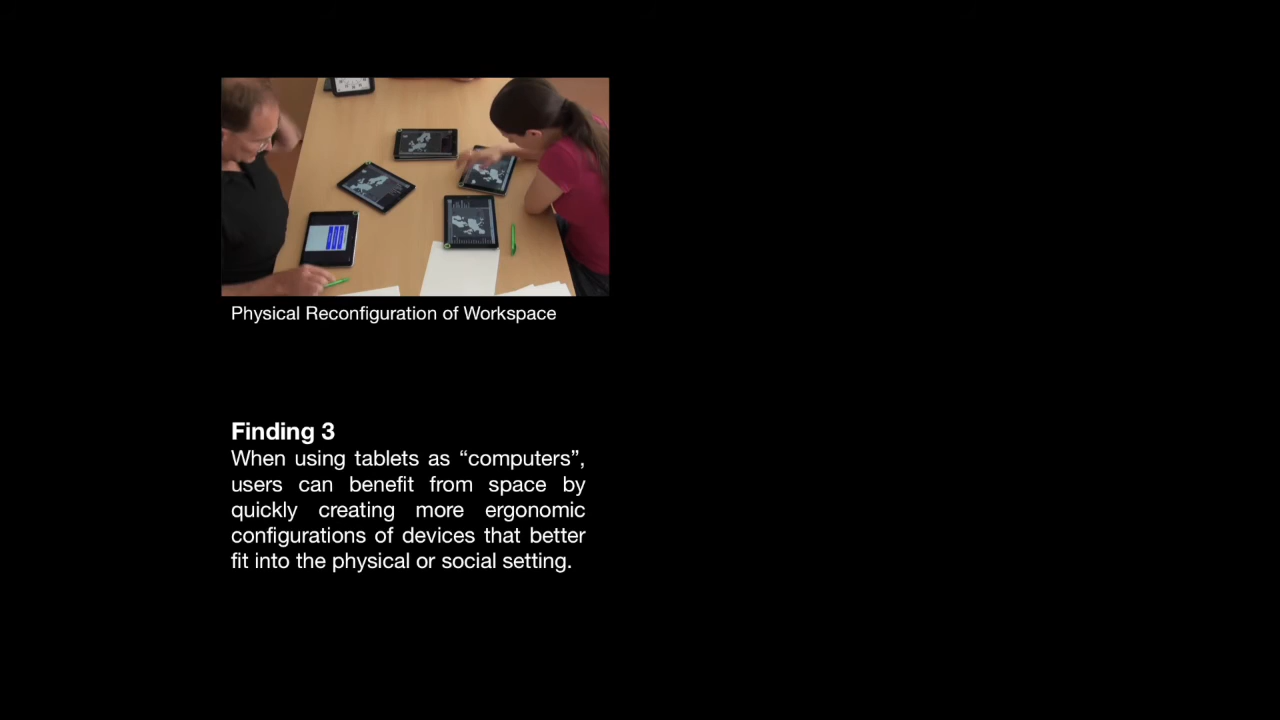 Physical Reconfiguration of Workspace
Finding 3
When using tablets as “computers”,
users can benefit from space by
quickly creating more ergonomic
configurations of devices that better
fit into the physical or social setting.